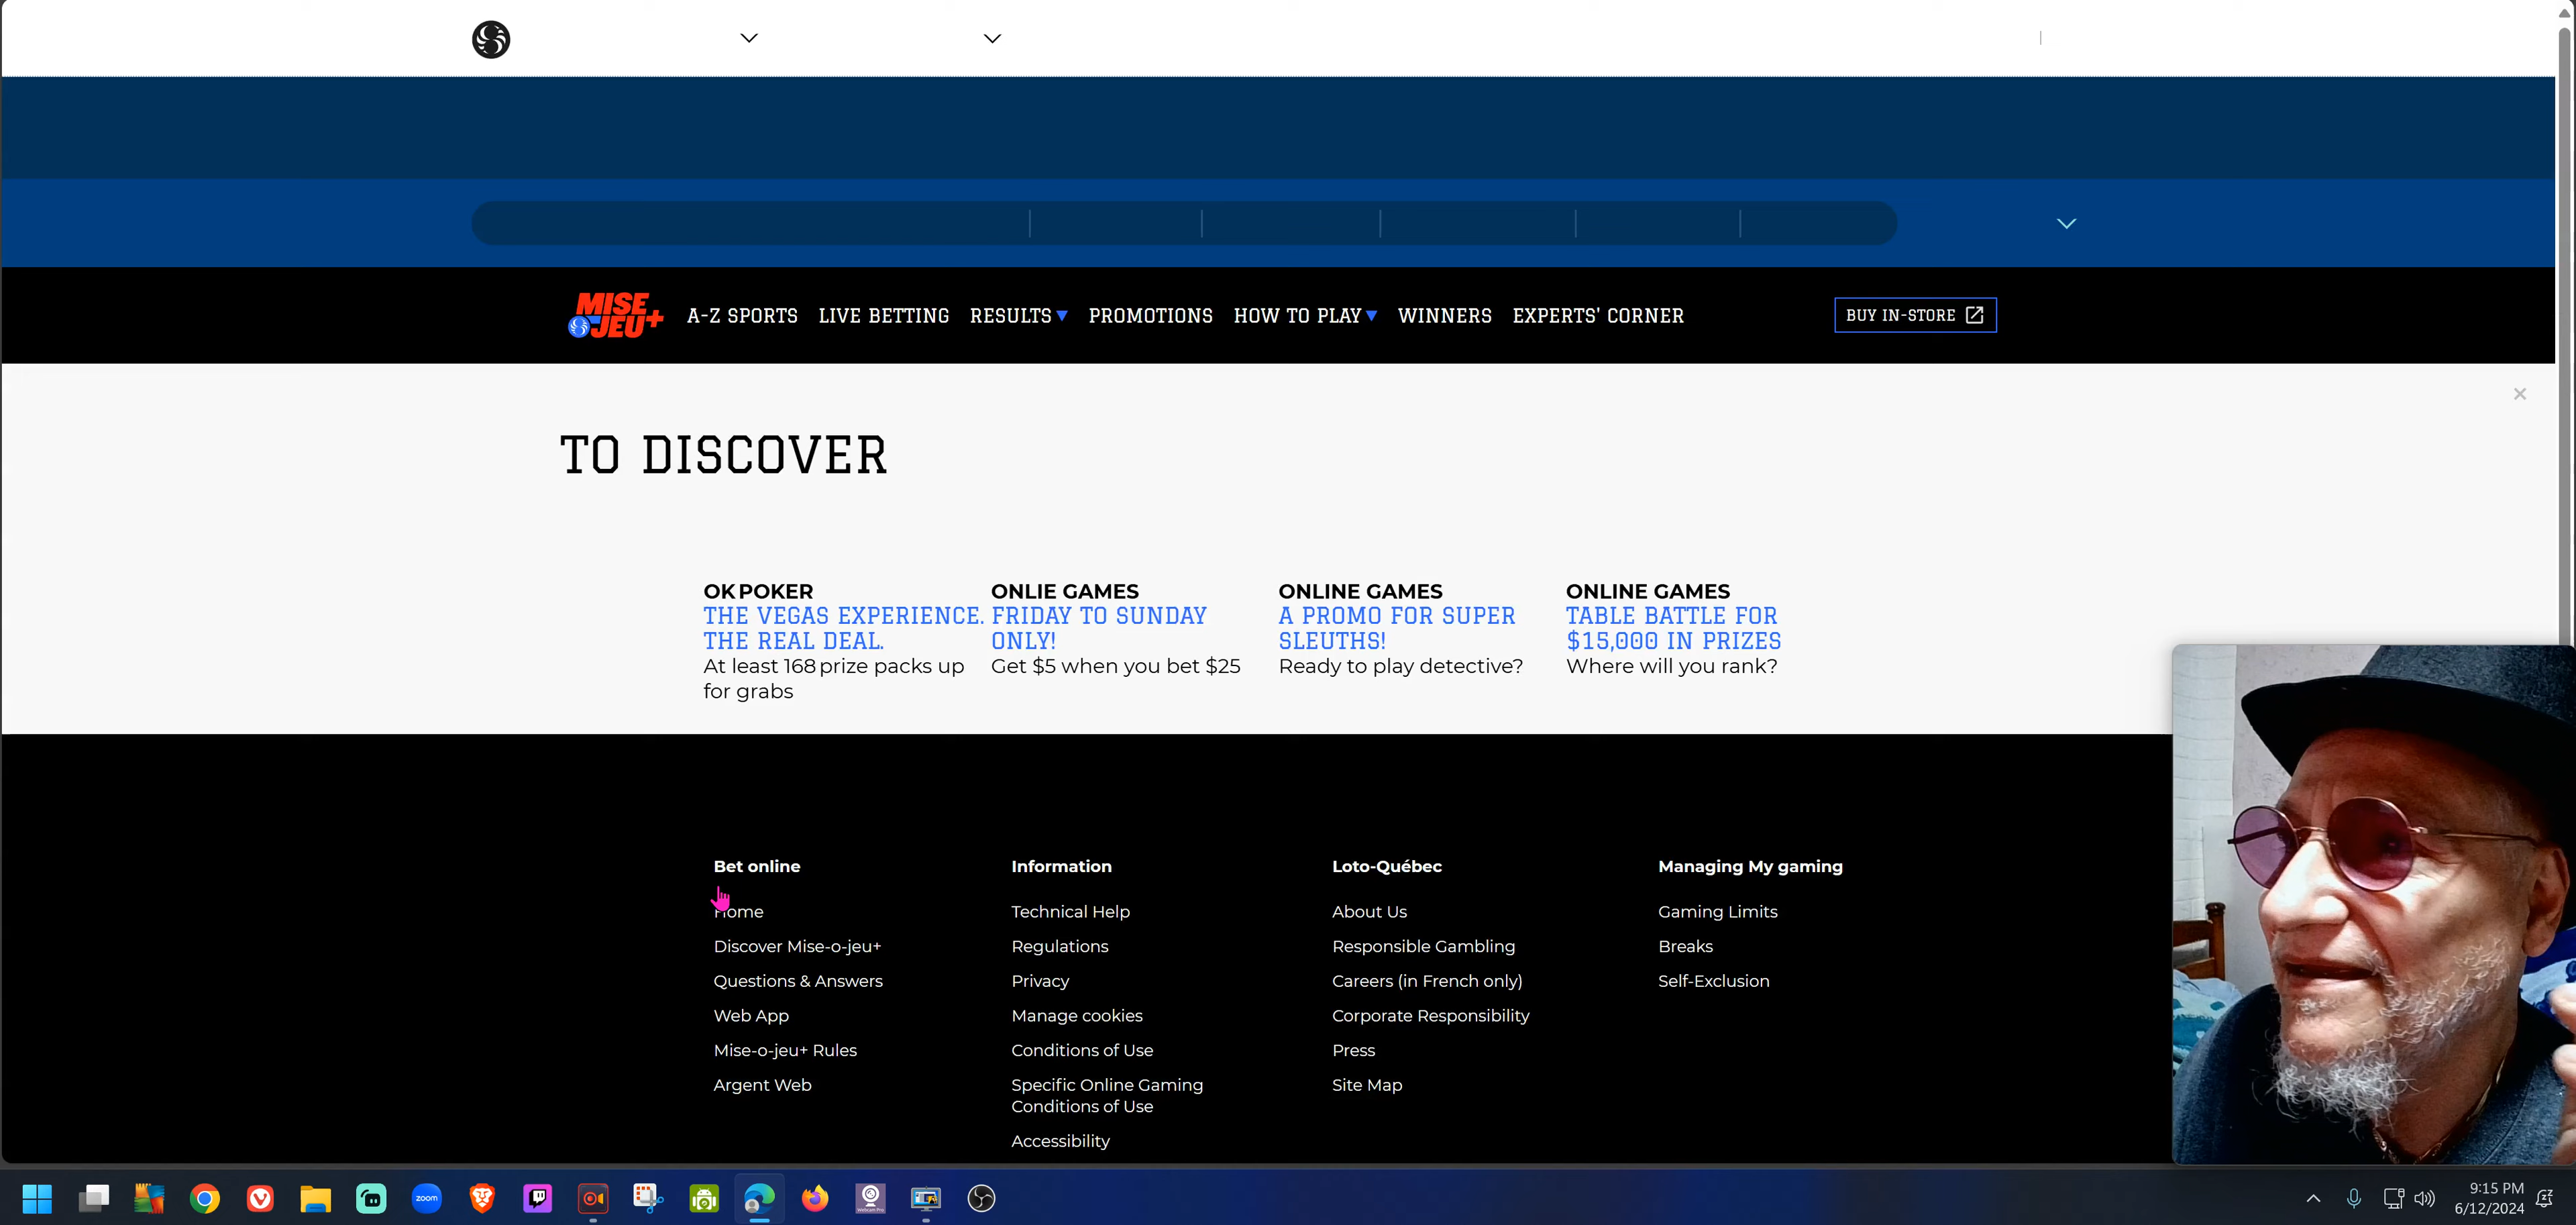 MISE
O
JEU+
A-Z SPORTS LIVE BETTING RESULTS PROMOTIONS HOW TO PLAY WINNERS EXPERTS' CORNER BUY IN-STORE
TO DISCOVER
OK POKER
THE VEGAS EXPERIENCE.
THE REAL DEAL.
At least 168 prize packs up
for grabs
ONLIE GAMES
FRIDAY TO SUNDAY
ONLY!
Get $5 when you bet $25
ONLINE GAMES
A PROMO FOR SUPER
SLEUTHS!
Ready to play detective?
ONLINE GAMES
TABLE BATTLE FOR
$15,000 IN PRIZES
Where will you rank?
Bet online
Home
Discover Mise-o-jeu+
Questions & Answers
Web App
Mise-o-jeu+ Rules
Argent Web
Information
Technical Help
Regulations
Privacy
Manage cookies
Conditions of Use
Specific Online Gaming
Conditions of Use
Accessibility
Loto-Québec
About Us
Responsible Gambling
Careers (in French only)
Corporate Responsibility
Press
Site Map
Managing My gaming
Gaming Limits
Breaks
Self-Exclusion
zoom
9:15 PM
6/12/2024